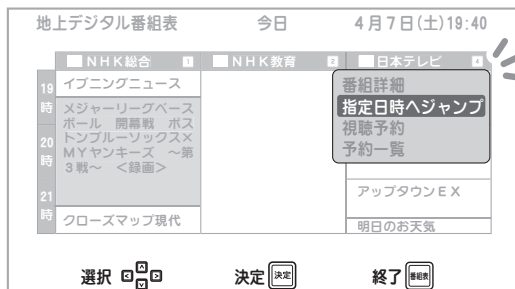 地上デジタル番組表 今日 4月7日(土)19:40
NHK総合 1 NHK教育 2 日本テレビ 4
19時
イブニングニュース
メジャーリーグベース
ボール 開幕戦 ボス
トンブルーソックス×
MYヤンキーズ ~第
3戦~ <録画>
20時
21時
クローズマップ現代
番組詳細
指定日時へジャンプ
視聴予約
予約一覧
アップタウンEX
明日のお天気
選択 決定 決定 終了 番組表